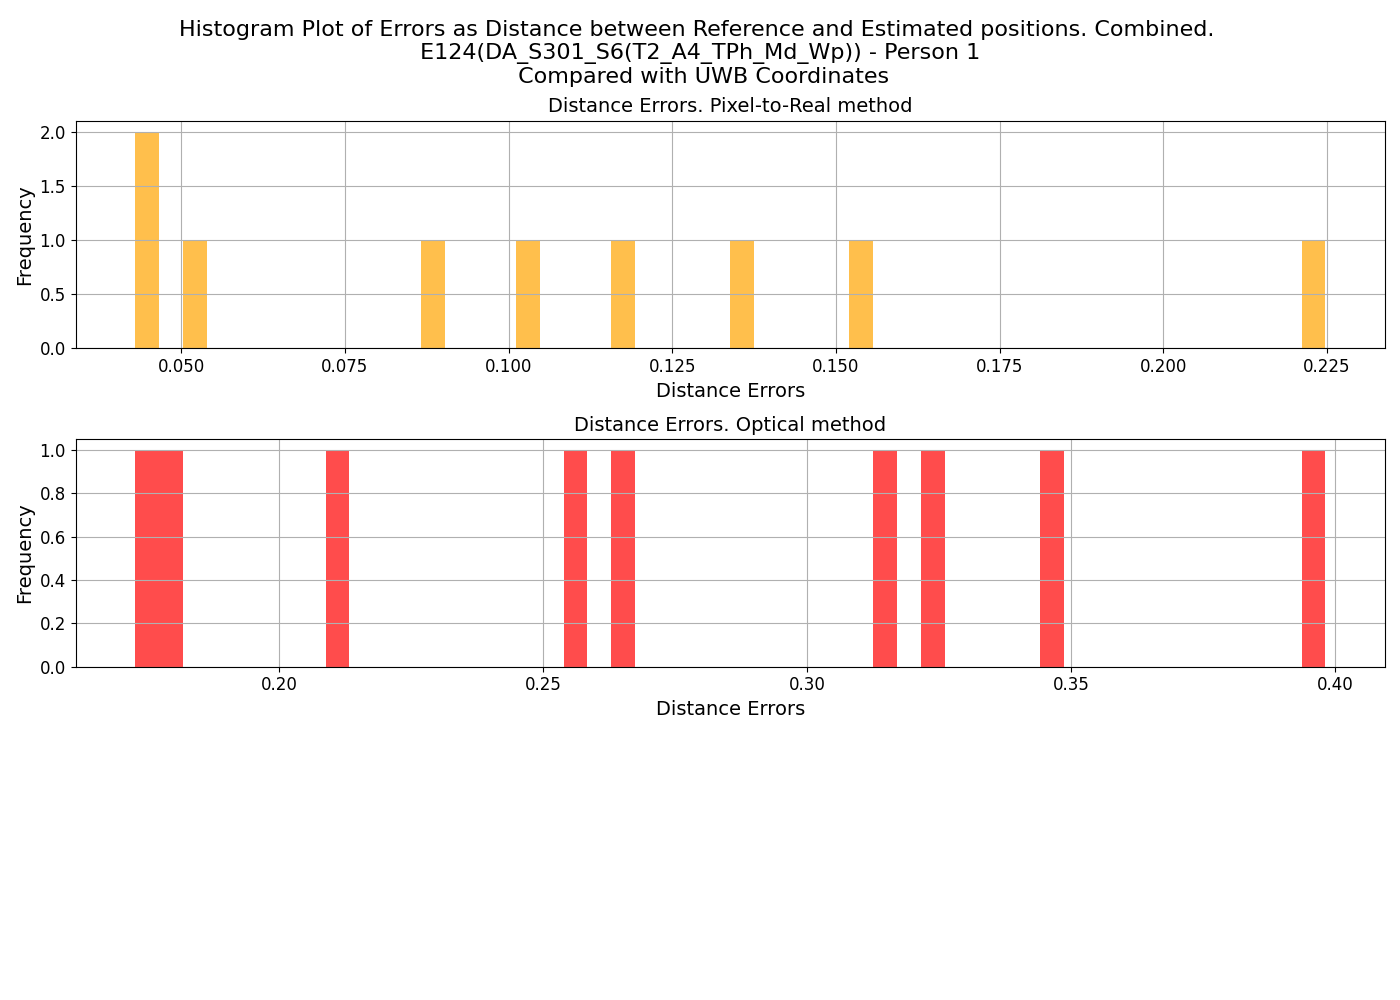 Histogram Plot of Errors as Distance between Reference and Estimated positions. Combined.
E124(DA_S301_S6(T2_A4_TPh_Md_Wp)) - Person 1
Compared with UWB Coordinates
Distance Errors. Pixel-to-Real method
Frequency
2.0
1.5
1.0
0.5
0.0
0.050 0.075 0.100 0.125 0.150 0.175 0.200 0.225
Distance Errors
Distance Errors. Optical method
Frequency
1.0
0.8
0.6
0.4
0.2
0.0
0.20 0.25 0.30 0.35 0.40
Distance Errors